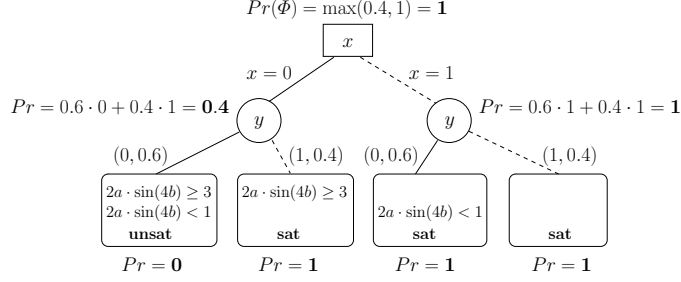 Pr(Φ) = max(0.4, 1) = 1
x
x = 0
x = 1
Pr = 0.6 · 0 + 0.4 · 1 = 0.4
y
y
Pr = 0.6 · 1 + 0.4 · 1 = 1
(0, 0.6)
(1, 0.4)
(0, 0.6)
(1, 0.4)
2a · sin(4b) ≥ 3
2a · sin(4b) < 1
unsat
2a · sin(4b) ≥ 3
sat
2a · sin(4b) < 1
sat
sat
Pr = 0
Pr = 1
Pr = 1
Pr = 1